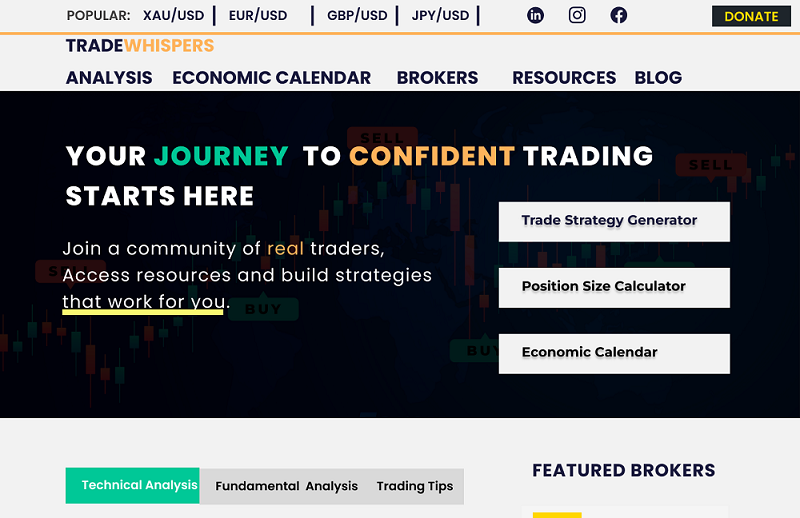 POPULAR: XAU/USD | EUR/USD | GBP/USD | JPY/USD |
DONATE
TRADEWHISPERS
ANALYSIS ECONOMIC CALENDAR BROKERS RESOURCES BLOG
YOUR JOURNEY TO CONFIDENT TRADING
STARTS HERE
Join a community of real traders,
Access resources and build strategies
that work for you.
SELL
SELL
BUY
BUY
Trade Strategy Generator
Position Size Calculator
Economic Calendar
Technical Analysis Fundamental Analysis Trading Tips
FEATURED BROKERS